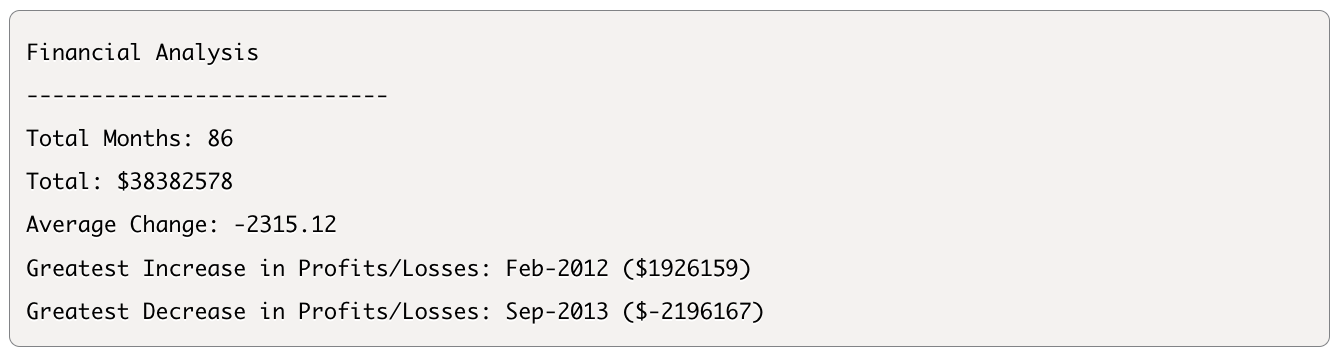 Financial Analysis
----------------------------
Total Months: 86
Total: $38382578
Average Change: -2315.12
Greatest Increase in Profits/Losses: Feb-2012 ($1926159)
Greatest Decrease in Profits/Losses: Sep-2013 ($-2196167)